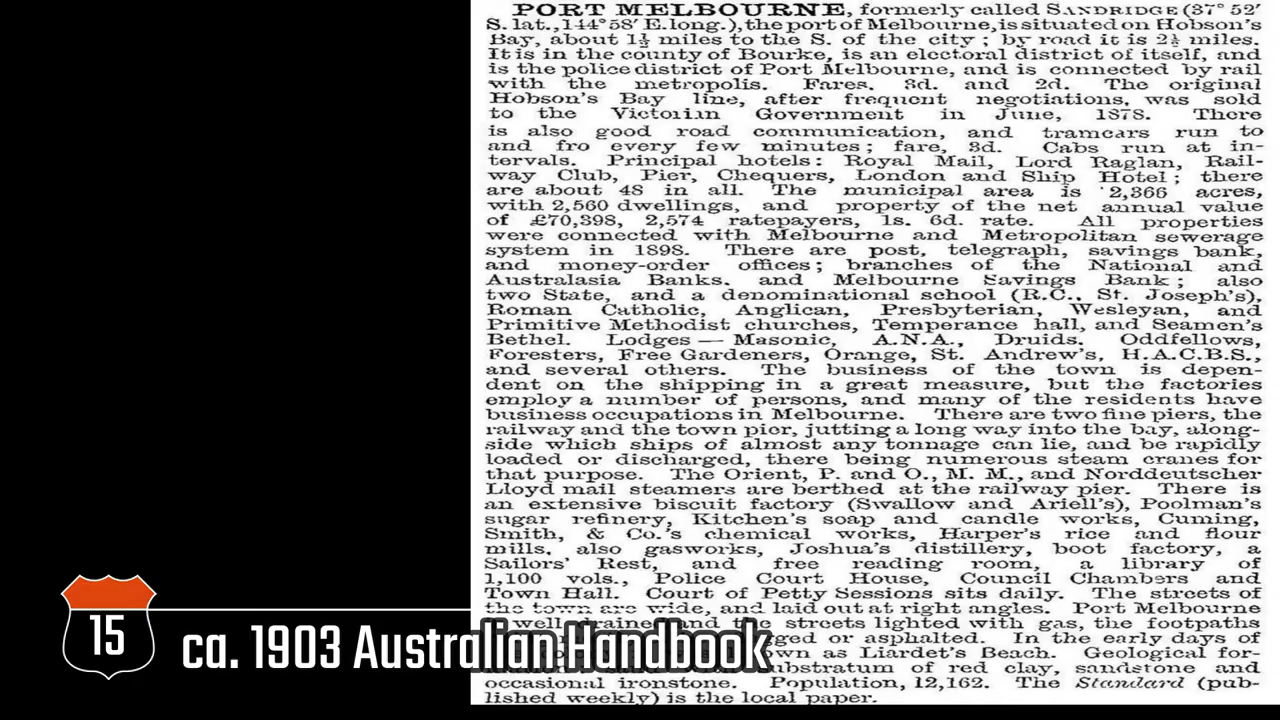 PORT MELBOURNE, formerly called SANDRIDGE (37° 52′
S. lat., 144° 58′ E. long.), the port of Melbourne, is situated on Hobson's
Bay, about 1½ miles to the S. of the city; by road it is 2½ miles.
It is in the county of Bourke, is an electoral district of itself, and
is the police district of Port Melbourne, and is connected by rail
with the metropolis. Fares, 3d. and 2d. The original
Hobson's Bay line, after frequent negotiations, was sold
to the Victorian Government in June, 1878. There
is also good road communication, and tramcars run to
and fro every few minutes; fare, 3d. Cabs run at in-
tervals. Principal hotels: Royal Mail, Lord Raglan, Rail-
way Club, Pier, Chequers, London and Ship Hotel; there
are about 48 in all. The municipal area is 2,366 acres,
with 2,560 dwellings, and property of the net annual value
of £70,398, 2,574 ratepayers, 1s. 6d. rate. All properties
were connected with Melbourne and Metropolitan sewerage
system in 1898. There are post, telegraph, savings bank,
and money-order offices; branches of the National and
Australasia Banks, and Melbourne Savings Bank; also
two State, and a denominational school (R.C., St. Joseph's),
Roman Catholic, Anglican, Presbyterian, Wesleyan, and
Primitive Methodist churches, Temperance hall, and Seamen's
Bethel. Lodges — Masonic, A.N.A., Druids, Oddfellows,
Foresters, Free Gardeners, Orange, St. Andrew's, H.A.C.B.S.,
and several others. The business of the town is depen-
dent on the shipping in a great measure, but the factories
employ a number of persons, and many of the residents have
business occupations in Melbourne. There are two fine piers, the
railway and the town pier, jutting a long way into the bay, along-
side which ships of almost any tonnage can lie, and be rapidly
loaded or discharged, there being numerous steam cranes for
that purpose. The Orient, P. and O., M. M., and Norddeutscher
Lloyd mail steamers are berthed at the railway pier. There is
an extensive biscuit factory (Swallow and Ariell's), Poolman's
sugar refinery, Kitchen's soap and candle works, Cuming,
Smith, & Co.'s chemical works, Harper's rice and flour
mills, also gasworks, Joshua's distillery, boot factory, a
Sailors' Rest, and free reading room, a library of
1,100 vols., Police Court House, Council Chambers and
Town Hall. Court of Petty Sessions sits daily. The streets of
the town are wide, and laid out at right angles. Port Melbourne
well drained and the streets lighted with gas, the footpaths
or asphalted. In the early days of
as Liardet's Beach. Geological for-
substratum of red clay, sandstone and
occasional ironstone. Population, 12,162. The Standard (pub-
lished weekly) is the local paper.
15
ca. 1903 Australian Handbook